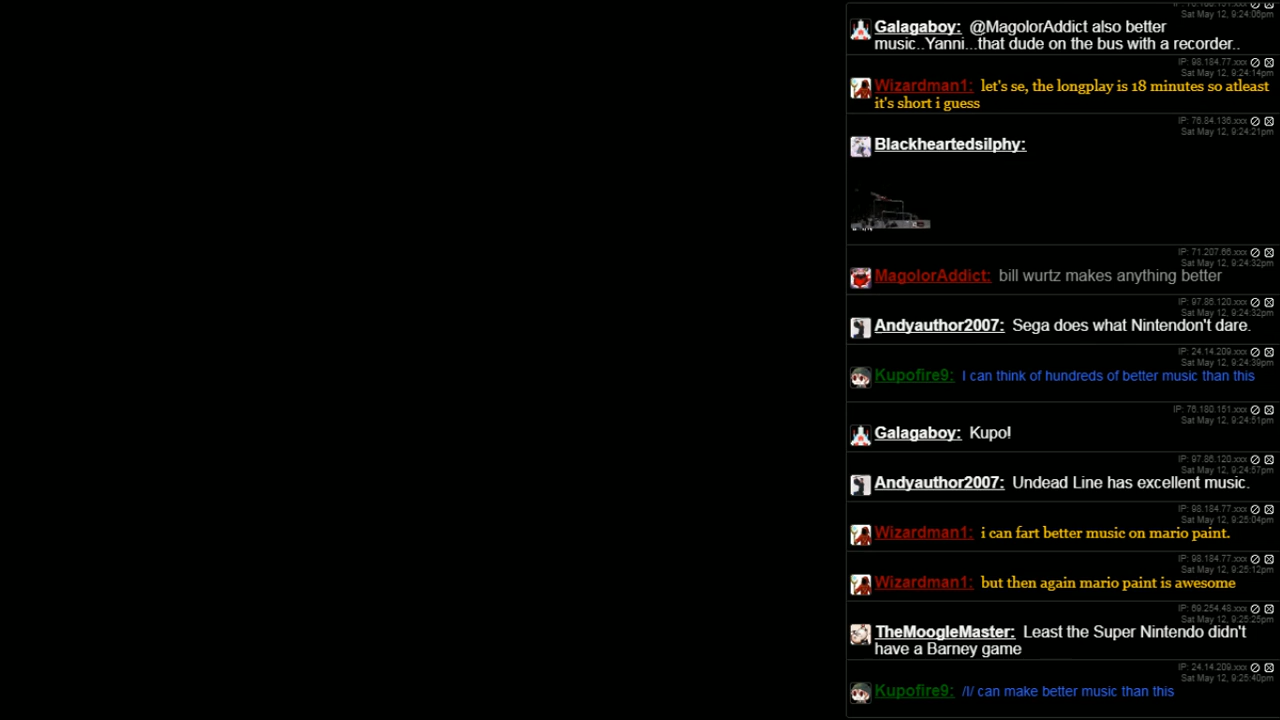 Sat May 12, 9:24:06pm
Galagaboy: @MagolorAddict also better
music..Yanni...that dude on the bus with a recorder..
IP: 98.184.77.xxx
Sat May 12, 9:24:14pm
Wizardman1: let's se, the longplay is 18 minutes so atleast
it's short i guess
IP: 76.84.136.xxx
Sat May 12, 9:24:21pm
Blackheartedsilphy:
IP: 71.207.66.xxx
Sat May 12, 9:24:32pm
MagolorAddict: bill wurtz makes anything better
IP: 97.86.120.xxx
Sat May 12, 9:24:32pm
Andyauthor2007: Sega does what Nintendon't dare.
IP: 24.14.209.xxx
Sat May 12, 9:24:39pm
Kupofire9: I can think of hundreds of better music than this
IP: 76.180.151.xxx
Sat May 12, 9:24:51pm
Galagaboy: Kupo!
IP: 97.86.120.xxx
Sat May 12, 9:24:57pm
Andyauthor2007: Undead Line has excellent music.
IP: 98.184.77.xxx
Sat May 12, 9:25:04pm
Wizardman1: i can fart better music on mario paint.
IP: 98.184.77.xxx
Sat May 12, 9:25:12pm
Wizardman1: but then again mario paint is awesome
IP: 69.254.48.xxx
Sat May 12, 9:25:25pm
TheMoogleMaster: Least the Super Nintendo didn't
have a Barney game
IP: 24.14.209.xxx
Sat May 12, 9:25:40pm
Kupofire9: /I/ can make better music than this